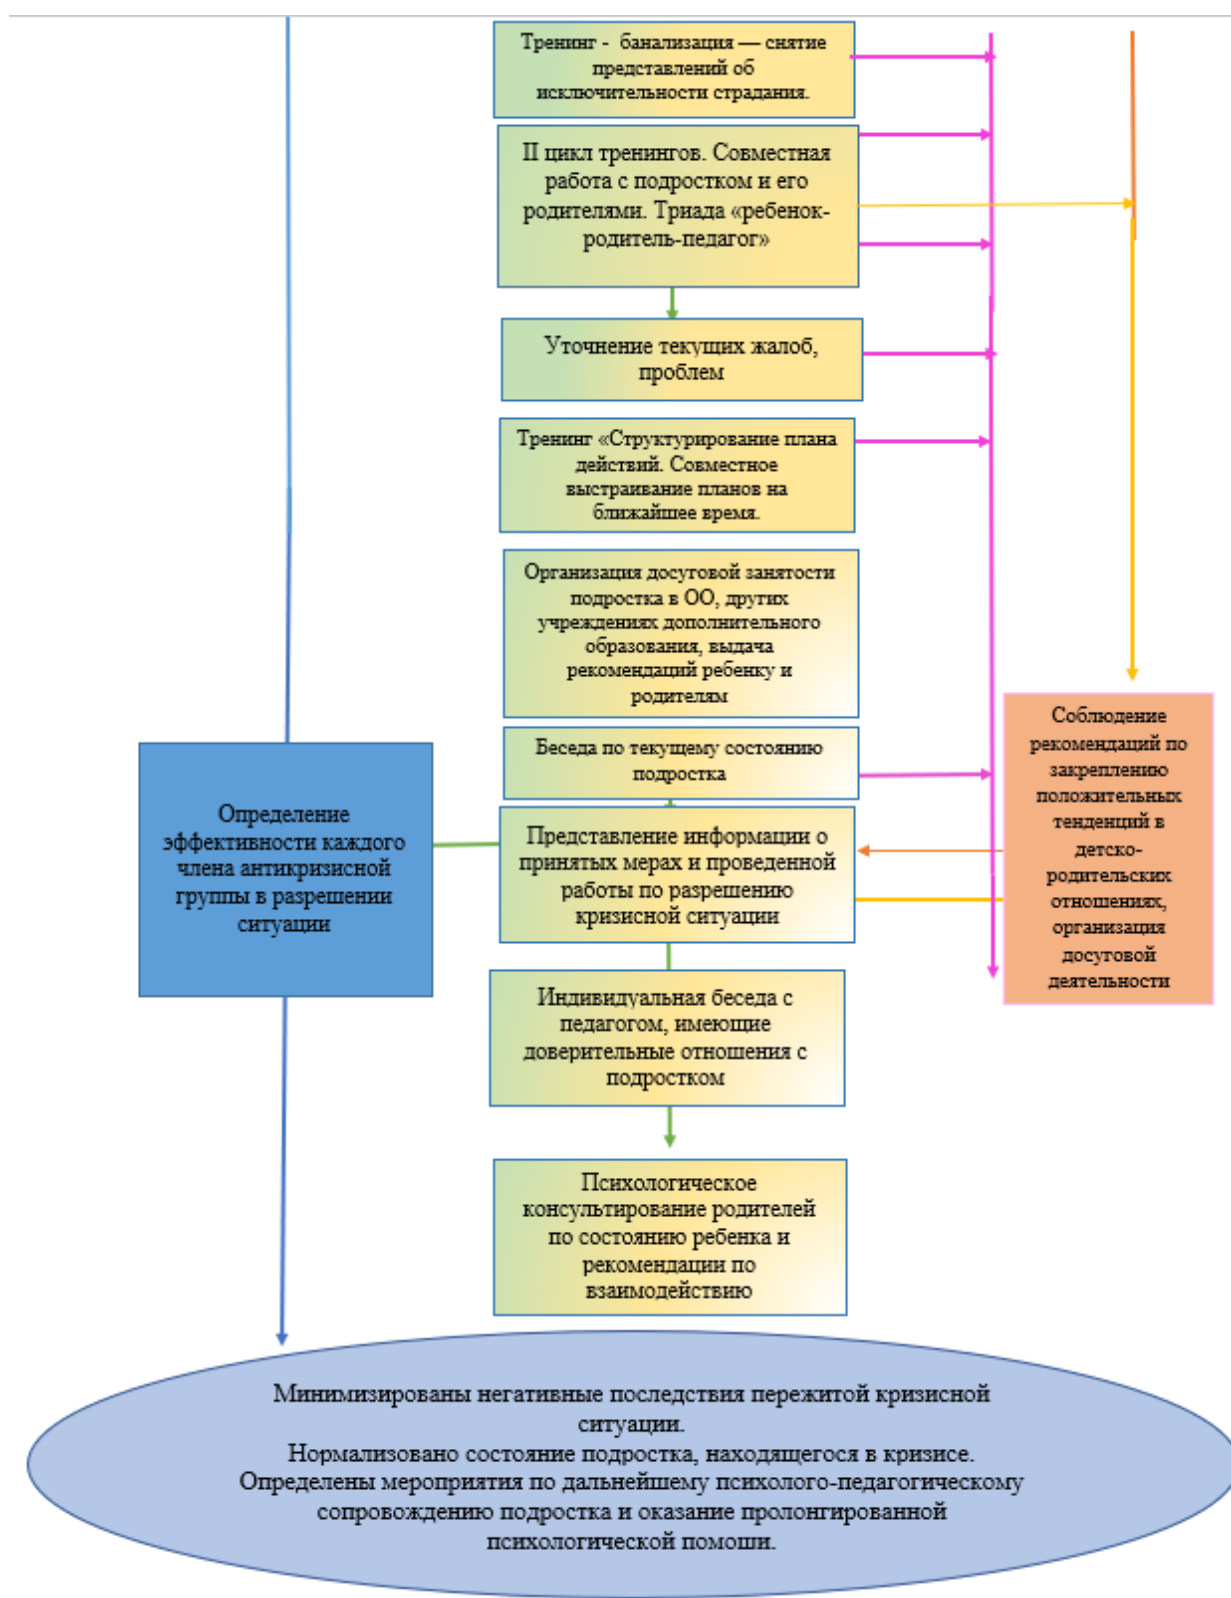 Тренинг - банализация — снятие
представлений об
исключительности страдания.
II цикл тренингов. Совместная
работа с подростком и его
родителями. Триада «ребенок-
родитель-педагог»
Уточнение текущих жалоб,
проблем
Тренинг «Структурирование плана
действий. Совместное
выстраивание планов на
ближайшее время.
Организация досуговой занятости
подростка в ОО, других
учреждениях дополнительного
образования, выдача
рекомендаций ребенку и
родителям
Беседа по текущему состоянию
подростка
Определение
эффективности каждого
члена антикризисной
группы в разрешении
ситуации
Представление информации о
принятых мерах и проведенной
работы по разрешению
кризисной ситуации
Соблюдение
рекомендаций по
закреплению
положительных
тенденций в
детско-
родительских
отношениях,
организация
досуговой
деятельности
Индивидуальная беседа с
педагогом, имеющие
доверительные отношения с
подростком
Психологическое
консультирование родителей
по состоянию ребенка и
рекомендации по
взаимодействию
Минимизированы негативные последствия пережитой кризисной
ситуации.
Нормализовано состояние подростка, находящегося в кризисе.
Определены мероприятия по дальнейшему психолого-педагогическому
сопровождению подростка и оказание пролонгированной
психологической помоши.